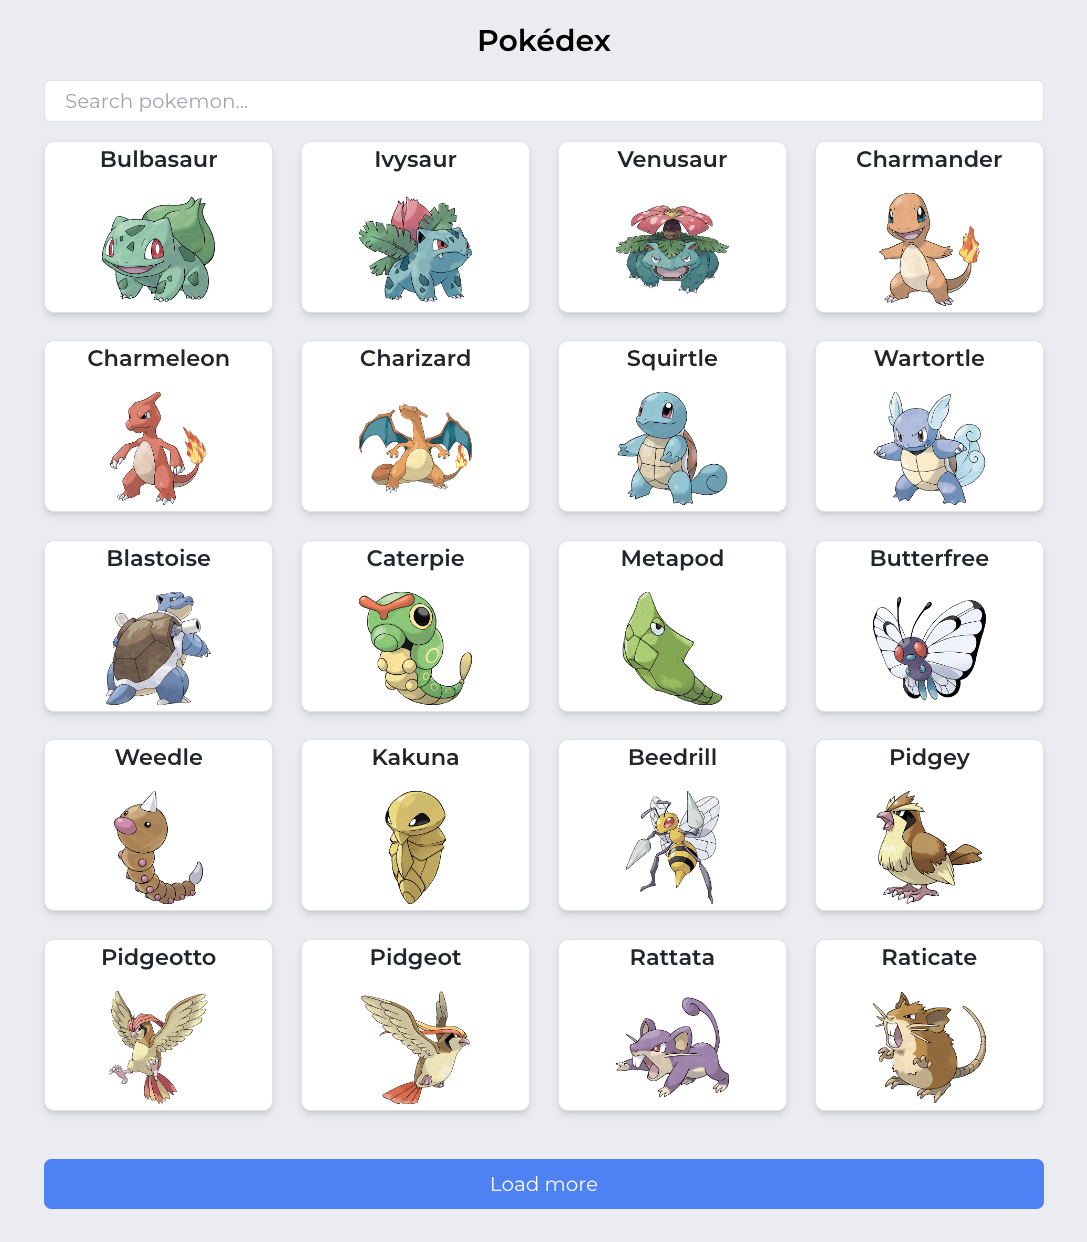 Pokédex
Search pokemon...
Bulbasaur
Ivysaur
Venusaur
Charmander
Charmeleon
Charizard
Squirtle
Wartortle
Blastoise
Caterpie
Metapod
Butterfree
Weedle
Kakuna
Beedrill
Pidgey
Pidgeotto
Pidgeot
Rattata
Raticate
Load more